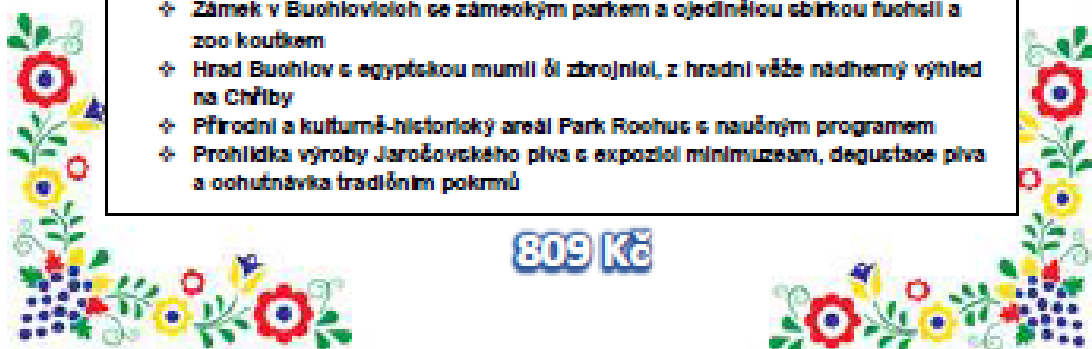 ❖ Zámek v Buchlovicích se zámeckým parkem a ojedinělou sbírkou fuchsií a
zoo koutkem
❖ Hrad Buchlov s egyptskou mumií či zbrojnicí, z hradní věže nádherný výhled
na Chřiby
❖ Přírodní a kulturně-historický areál Park Rochus s naučným programem
❖ Prohlídka výroby Jarošovského piva s expozicí minimuzeam, degustace piva
a ochutnávka tradičním pokrmů
809 Kč